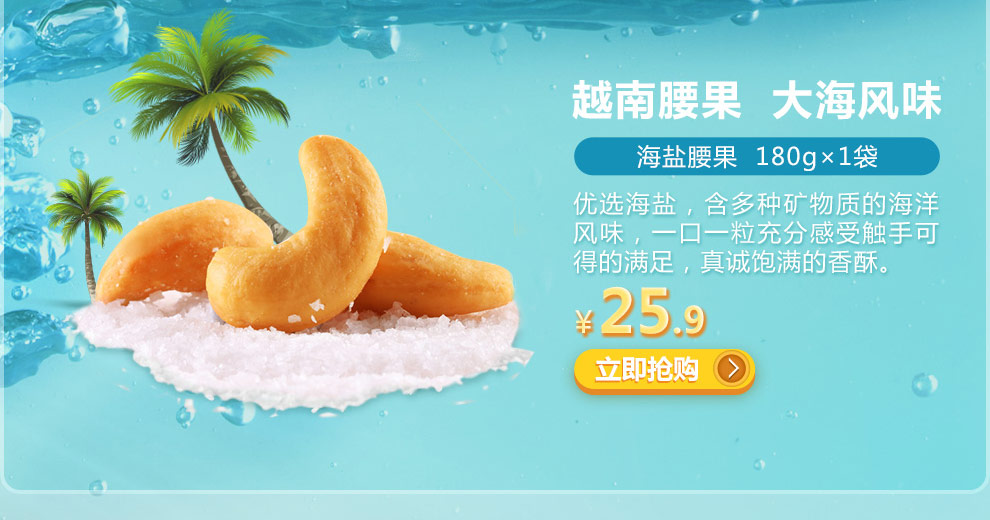 越南腰果 大海风味
海盐腰果 180g×1袋
优选海盐，含多种矿物质的海洋
风味，一口一粒充分感受触手可
得的满足，真诚饱满的香酥。
¥25.9
立即抢购